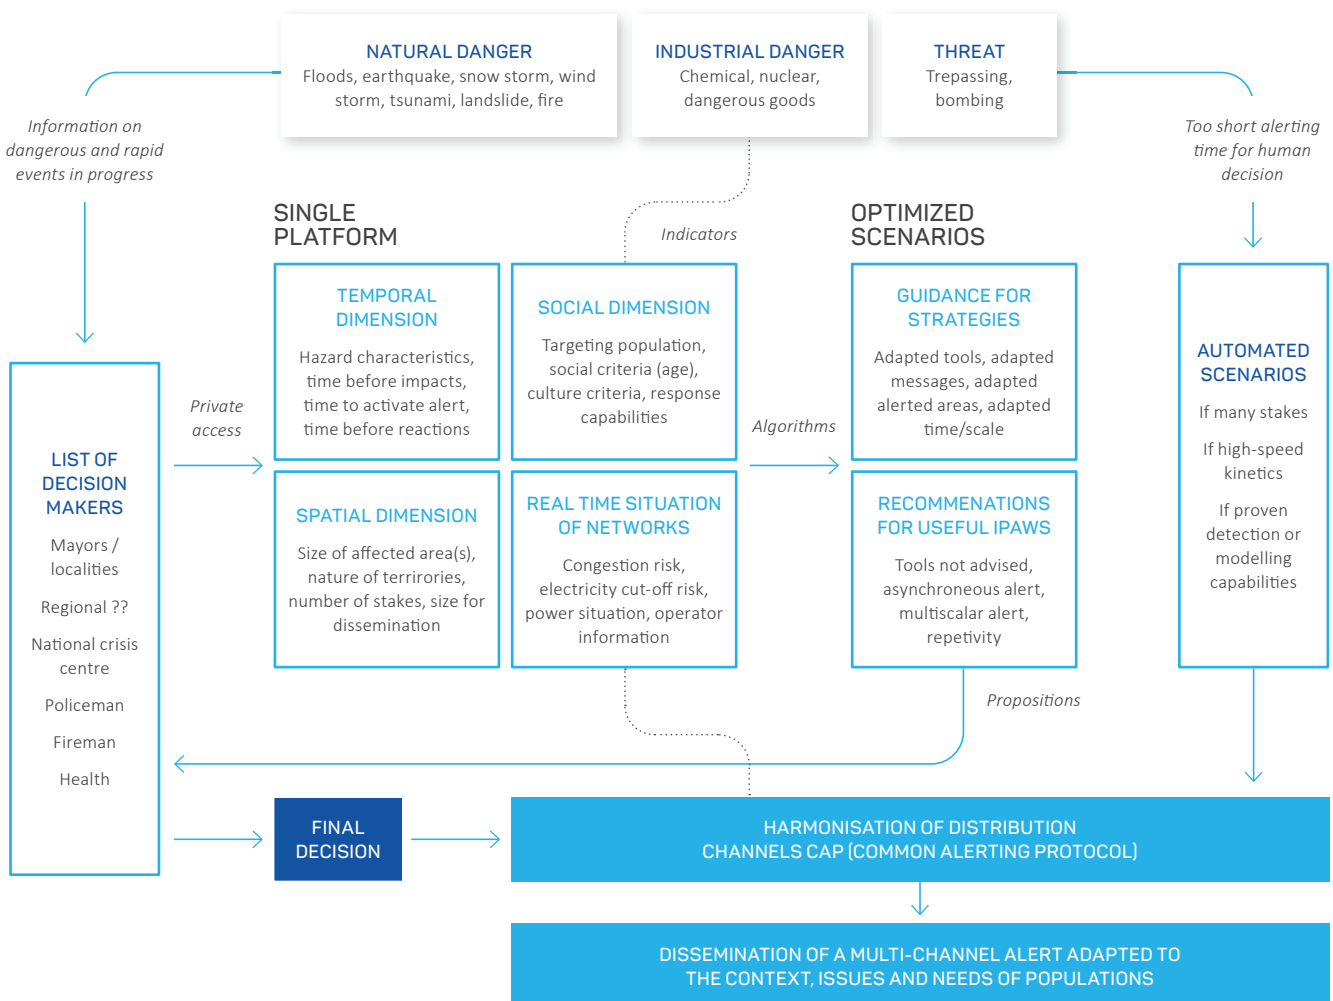 NATURAL DANGER
Floods, earthquake, snow storm, wind
storm, tsunami, landslide, fire
INDUSTRIAL DANGER
Chemical, nuclear,
dangerous goods
THREAT
Trepassing,
bombing
Information on
dangerous and rapid
events in progress
Too short alerting
time for human
decision
SINGLE
PLATFORM
Indicators
OPTIMIZED
SCENARIOS
TEMPORAL
DIMENSION
Hazard characteristics,
time before impacts,
time to activate alert,
time before reactions
SOCIAL DIMENSION
Targeting population,
social criteria (age),
culture criteria, response
capabilities
GUIDANCE FOR
STRATEGIES
Adapted tools, adapted
messages, adapted
alerted areas, adapted
time/scale
AUTOMATED
SCENARIOS
If many stakes
If high-speed
kinetics
If proven
detection or
modelling
capabilities
Private
access
Algorithms
LIST OF
DECISION
MAKERS
Mayors /
localities
Regional ??
National crisis
centre
Policeman
Fireman
Health
SPATIAL DIMENSION
Size of affected area(s),
nature of terrirories,
number of stakes, size for
dissemination
REAL TIME SITUATION
OF NETWORKS
Congestion risk,
electricity cut-off risk,
power situation, operator
information
RECOMMENATIONS
FOR USEFUL IPAWS
Tools not advised,
asynchroneous alert,
multiscalar alert,
repetivity
Propositions
FINAL
DECISION
HARMONISATION OF DISTRIBUTION
CHANNELS CAP (COMMON ALERTING PROTOCOL)
DISSEMINATION OF A MULTI-CHANNEL ALERT ADAPTED TO
THE CONTEXT, ISSUES AND NEEDS OF POPULATIONS